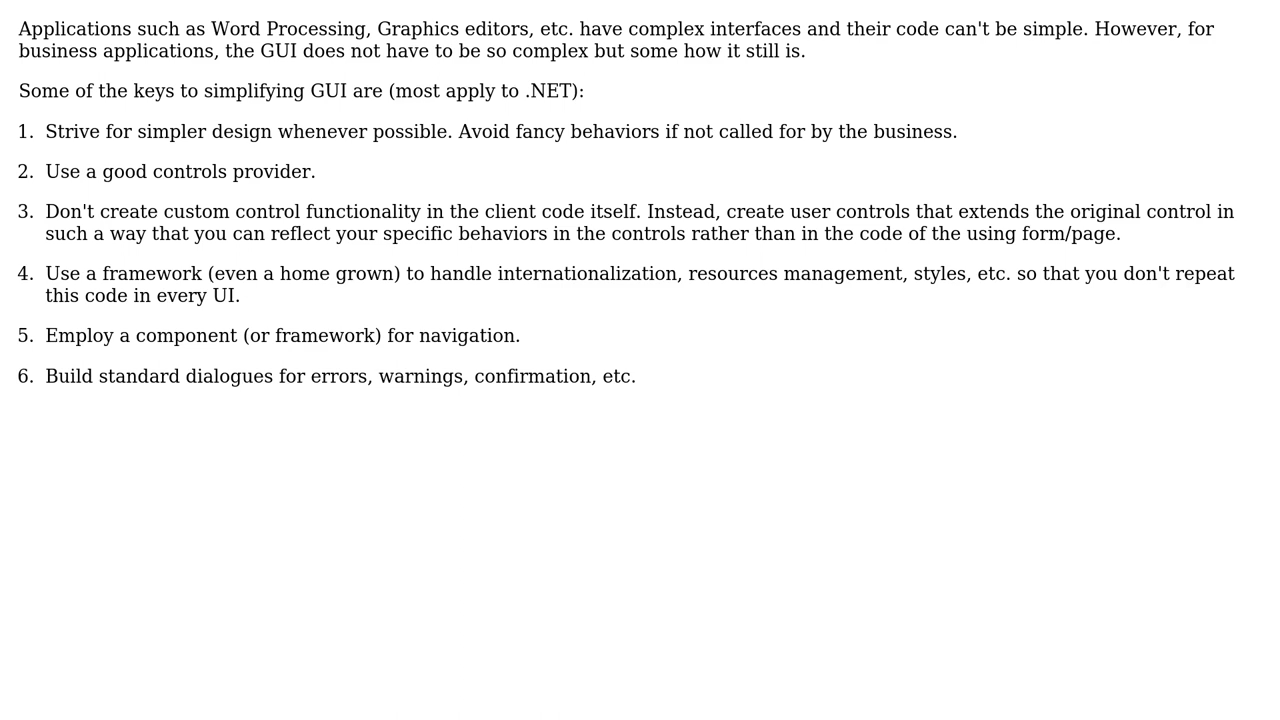 Applications such as Word Processing, Graphics editors, etc. have complex interfaces and their code can't be simple. However, for
business applications, the GUI does not have to be so complex but some how it still is.
Some of the keys to simplifying GUI are (most apply to .NET):
1. Strive for simpler design whenever possible. Avoid fancy behaviors if not called for by the business.
2. Use a good controls provider.
3. Don't create custom control functionality in the client code itself. Instead, create user controls that extends the original control in
such a way that you can reflect your specific behaviors in the controls rather than in the code of the using form/page.
4. Use a framework (even a home grown) to handle internationalization, resources management, styles, etc. so that you don't repeat
this code in every UI.
5. Employ a component (or framework) for navigation.
6. Build standard dialogues for errors, warnings, confirmation, etc.